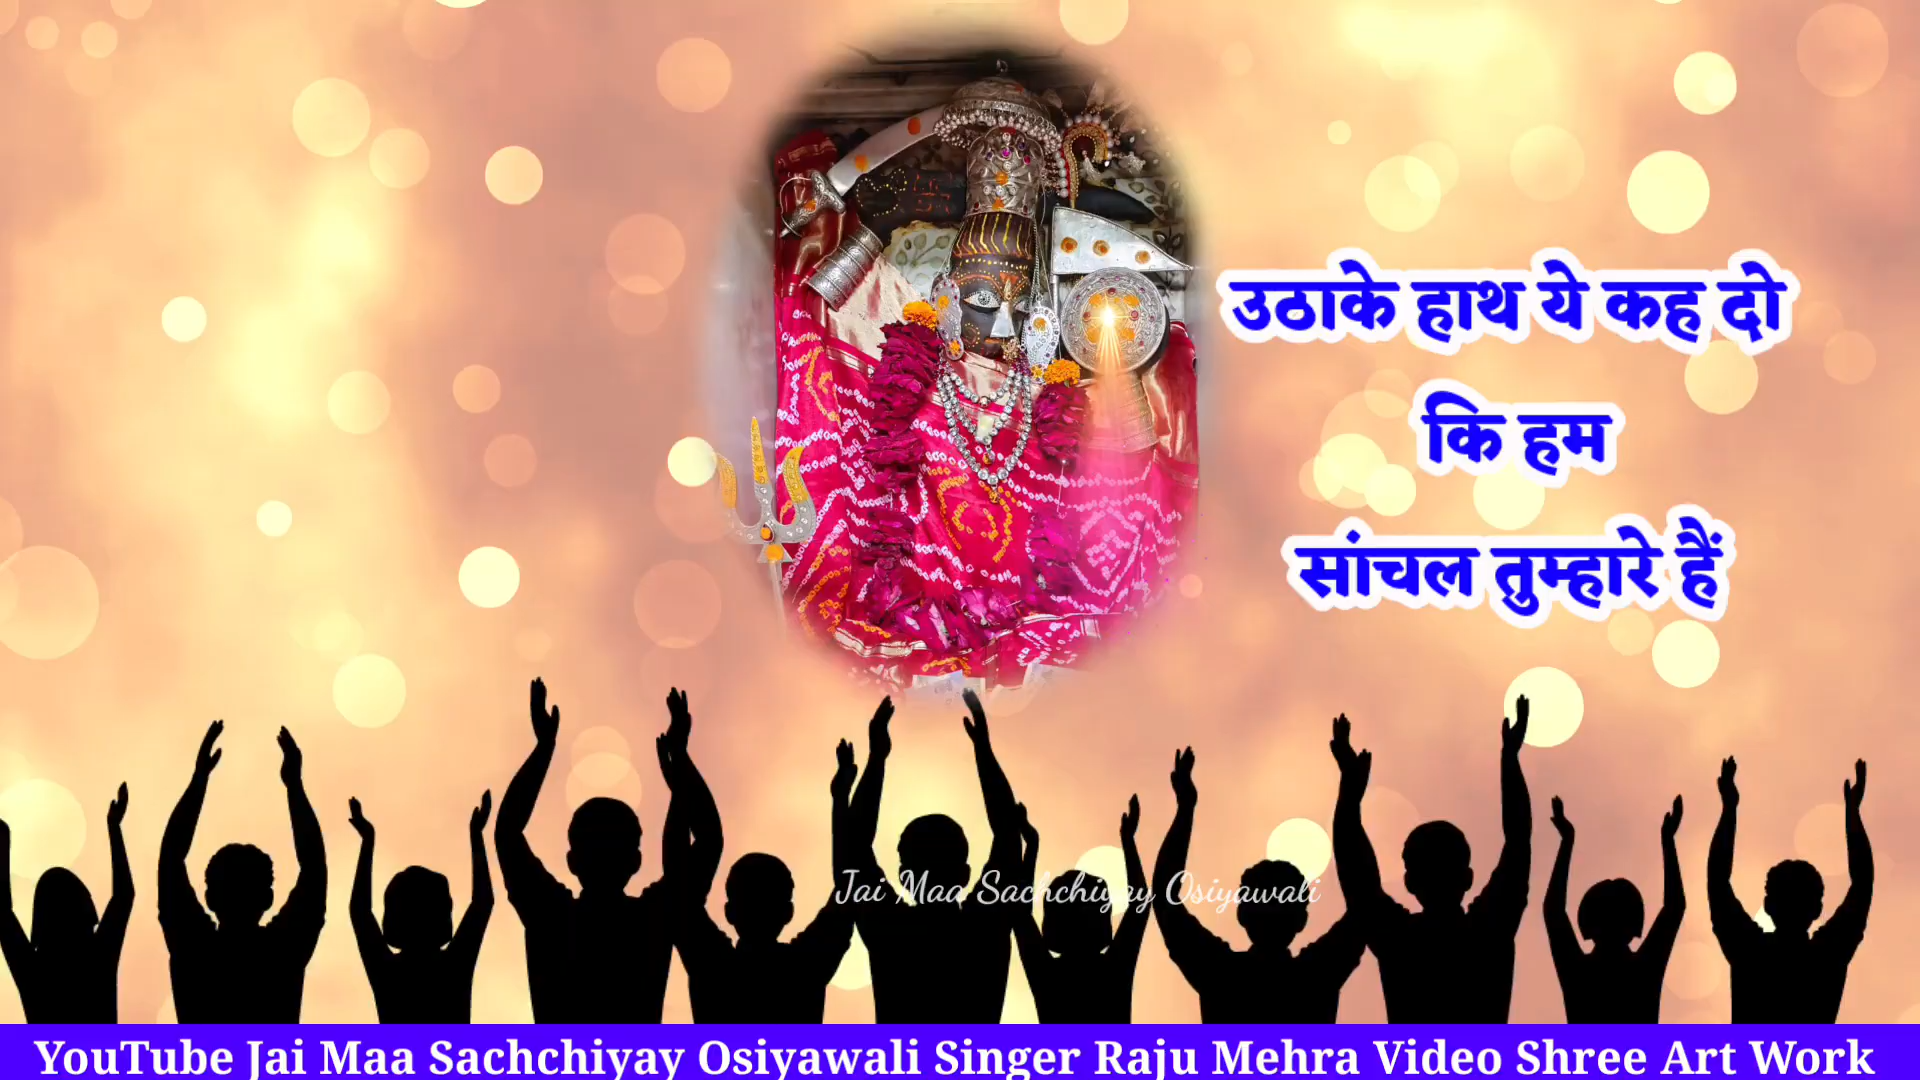 उठाके हाथ ये कह दो
कि हम
सांचल तुम्हारे हैं
Jai Maa Sachchiyay Osiyawali
YouTube Jai Maa Sachchiyay Osiyawali Singer Raju Mehra Video Shree Art Work